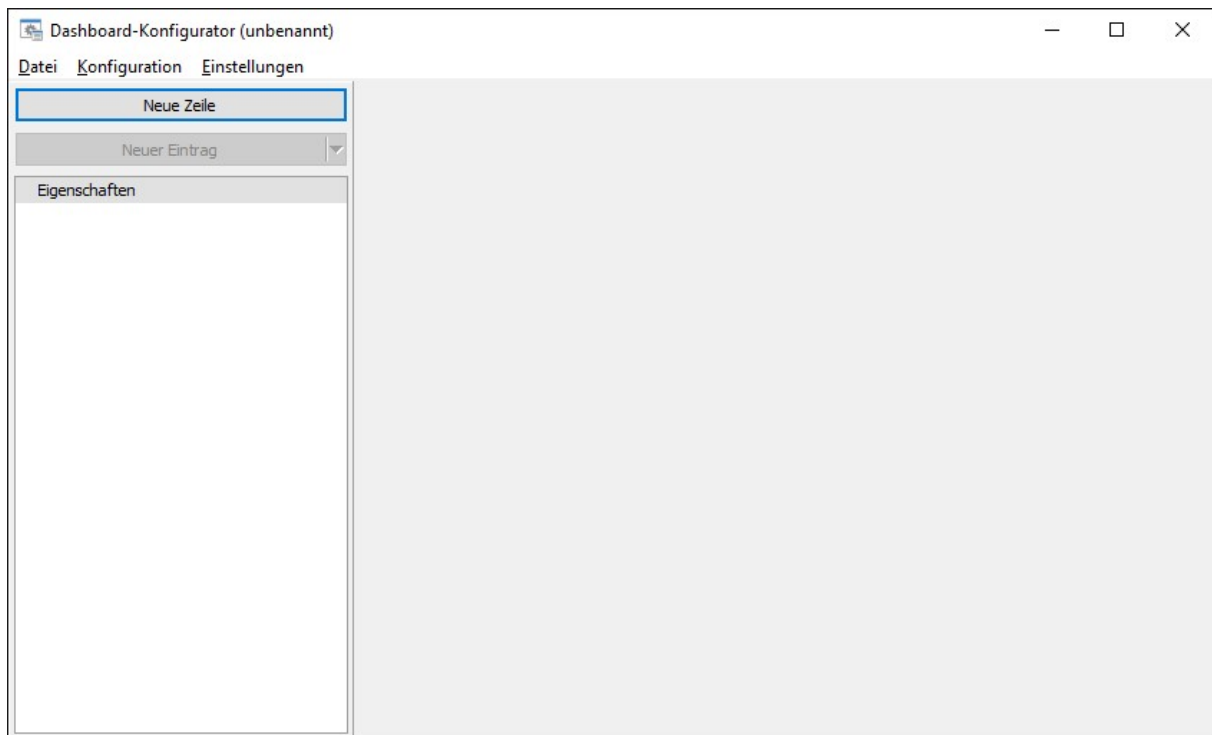 Dashboard-Konfigurator (unbenannt)
Datei Konfiguration Einstellungen
Neue Zeile
Neuer Eintrag
Eigenschaften